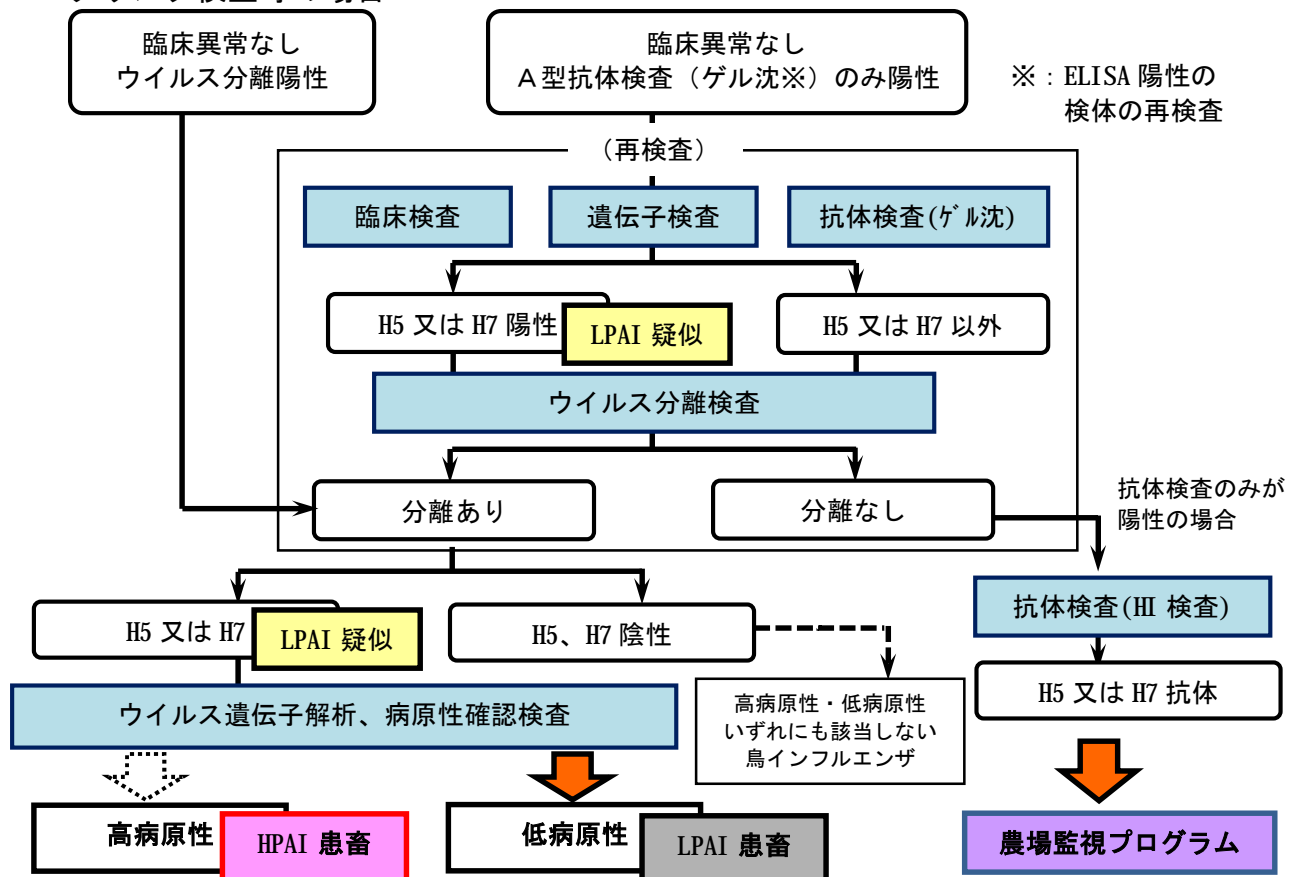 臨床異常なし
ウイルス分離陽性
臨床異常なし
A型抗体検査（ゲル沈※）のみ陽性
※：ELISA 陽性の
検体の再検査
（再検査）
臨床検査
遺伝子検査
抗体検査(ｹﾞﾙ沈)
H5 又は H7 陽性
LPAI 疑似
H5 又は H7 以外
ウイルス分離検査
分離あり
分離なし
抗体検査のみが
陽性の場合
H5 又は H7
LPAI 疑似
H5、H7 陰性
抗体検査(HI 検査)
ウイルス遺伝子解析、病原性確認検査
高病原性・低病原性
いずれにも該当しない
鳥インフルエンザ
H5 又は H7 抗体
高病原性
HPAI 患畜
低病原性
LPAI 患畜
農場監視プログラム